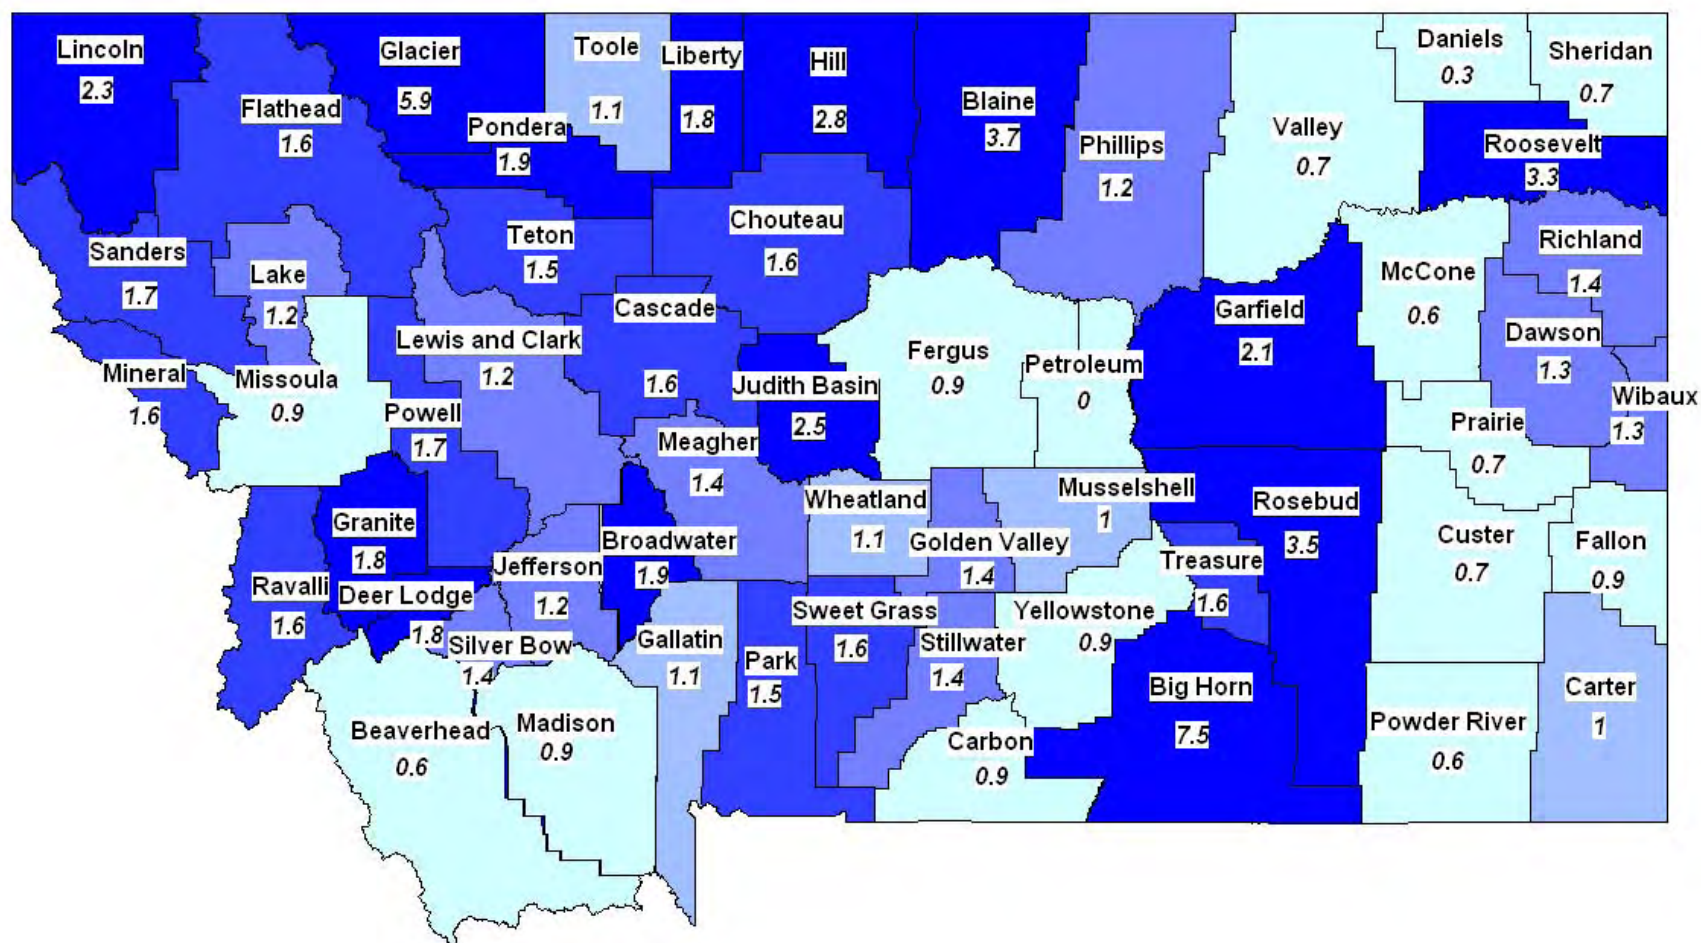 Lincoln
2.3
Flathead
1.6
Glacier
5.9
Pondera
1.9
Toole
1.1
Liberty
1.8
Hill
2.8
Blaine
3.7
Phillips
1.2
Valley
0.7
Daniels
0.3
Sheridan
0.7
Roosevelt
3.3
Sanders
1.7
Lake
1.2
Teton
1.5
Chouteau
1.6
Cascade
1.6
Lewis and Clark
1.2
Mineral
1.6
Missoula
0.9
Powell
1.7
Judith Basin
2.5
Fergus
0.9
Petroleum
0
Garfield
2.1
McCone
0.6
Richland
1.4
Dawson
1.3
Wibaux
1.3
Prairie
0.7
Meagher
1.4
Granite
1.8
Ravalli
1.6
Deer Lodge
1.8
Silver Bow
1.4
Jefferson
1.2
Broadwater
1.9
Wheatland
1.1
Golden Valley
1.4
Musselshell
1
Rosebud
3.5
Treasure
1.6
Custer
0.7
Fallon
0.9
Beaverhead
0.6
Madison
0.9
Gallatin
1.1
Park
1.5
Sweet Grass
1.6
Stillwater
1.4
Yellowstone
0.9
Carbon
0.9
Big Horn
7.5
Powder River
0.6
Carter
1